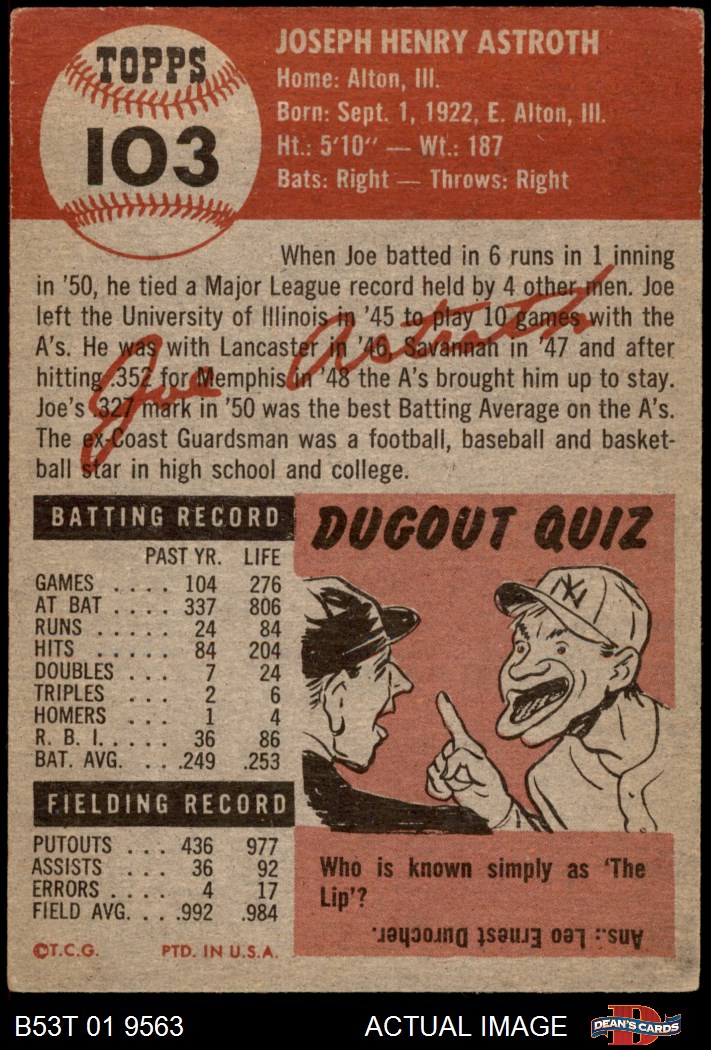 TOPPS
103
JOSEPH HENRY ASTROTH
Home: Alton, Ill.
Born: Sept. 1, 1922, E. Alton, Ill.
Ht.: 5'10" — Wt.: 187
Bats: Right — Throws: Right
When Joe batted in 6 runs in 1 inning
in '50, he tied a Major League record held by 4 other men. Joe
left the University of Illinois in '45 to play 10 games with the
A's. He was with Lancaster in '46, Savannah in '47 and after
hitting .352 for Memphis in '48 the A's brought him up to stay.
Joe's .327 mark in '50 was the best Batting Average on the A's.
The ex-Coast Guardsman was a football, baseball and basket-
ball star in high school and college.
Joe Astroth
BATTING RECORD
PAST YR. LIFE
GAMES .... 104 276
AT BAT .... 337 806
RUNS ..... 24 84
HITS ..... 84 204
DOUBLES .... 7 24
TRIPLES .... 2 6
HOMERS .... 1 4
R. B. I. .... 36 86
BAT. AVG. ... .249 .253
FIELDING RECORD
PUTOUTS ... 436 977
ASSISTS .... 36 92
ERRORS .... 4 17
FIELD AVG. ... .992 .984
©T.C.G. PTD. IN U.S.A.
DUGOUT QUIZ
NY
Who is known simply as 'The
Lip'?
Ans.: Leo Ernest Durocher.
B53T 01 9563 ACTUAL IMAGE D DEAN'S CARDS